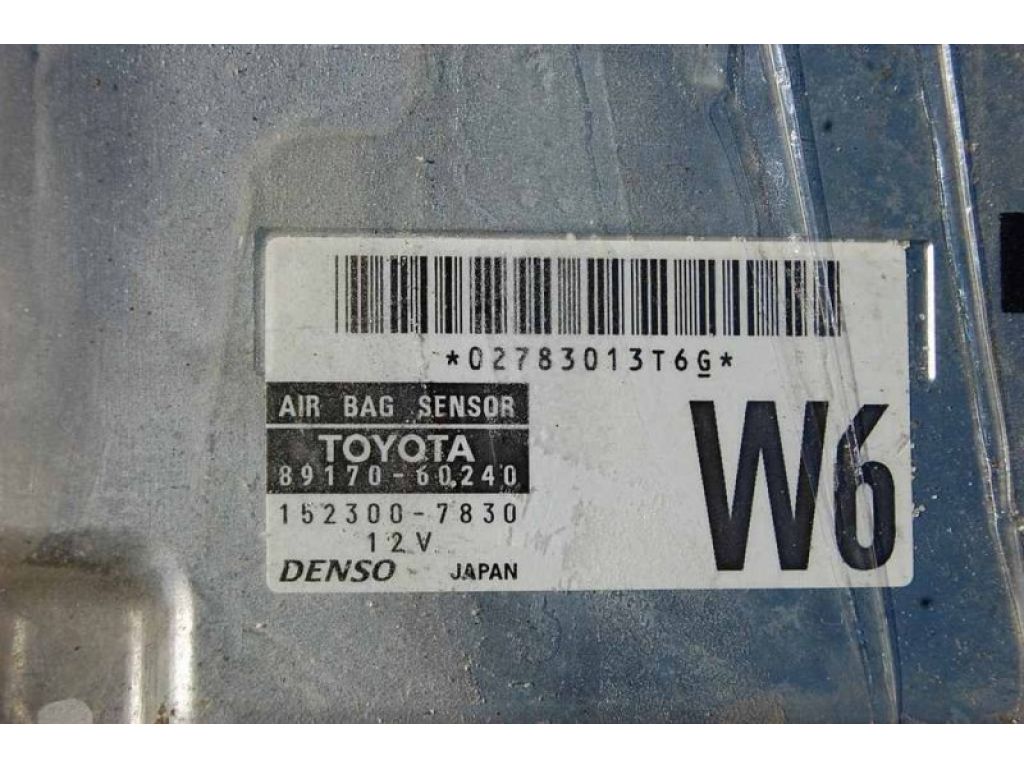 *02783013T6G*
AIR BAG SENSOR
TOYOTA
89170-60240
152300-7830
12V
DENSO JAPAN
W6